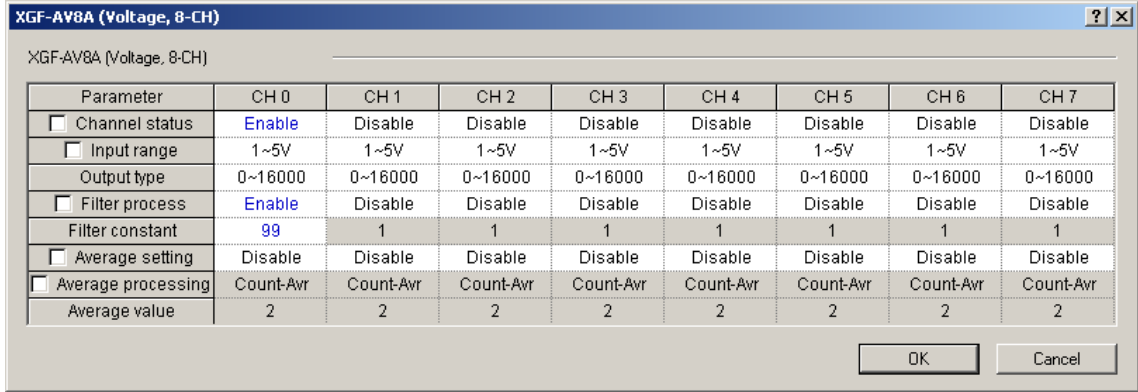 XGF-AV8A (Voltage, 8-CH)
XGF-AV8A (Voltage, 8-CH)
Parameter CH 0 CH 1 CH 2 CH 3 CH 4 CH 5 CH 6 CH 7
Channel status Enable Disable Disable Disable Disable Disable Disable Disable
Input range 1~5V 1~5V 1~5V 1~5V 1~5V 1~5V 1~5V 1~5V
Output type 0~16000 0~16000 0~16000 0~16000 0~16000 0~16000 0~16000 0~16000
Filter process Enable Disable Disable Disable Disable Disable Disable Disable
Filter constant 99 1 1 1 1 1 1 1
Average setting Disable Disable Disable Disable Disable Disable Disable Disable
Average processing Count-Avr Count-Avr Count-Avr Count-Avr Count-Avr Count-Avr Count-Avr Count-Avr
Average value 2 2 2 2 2 2 2 2
OK Cancel